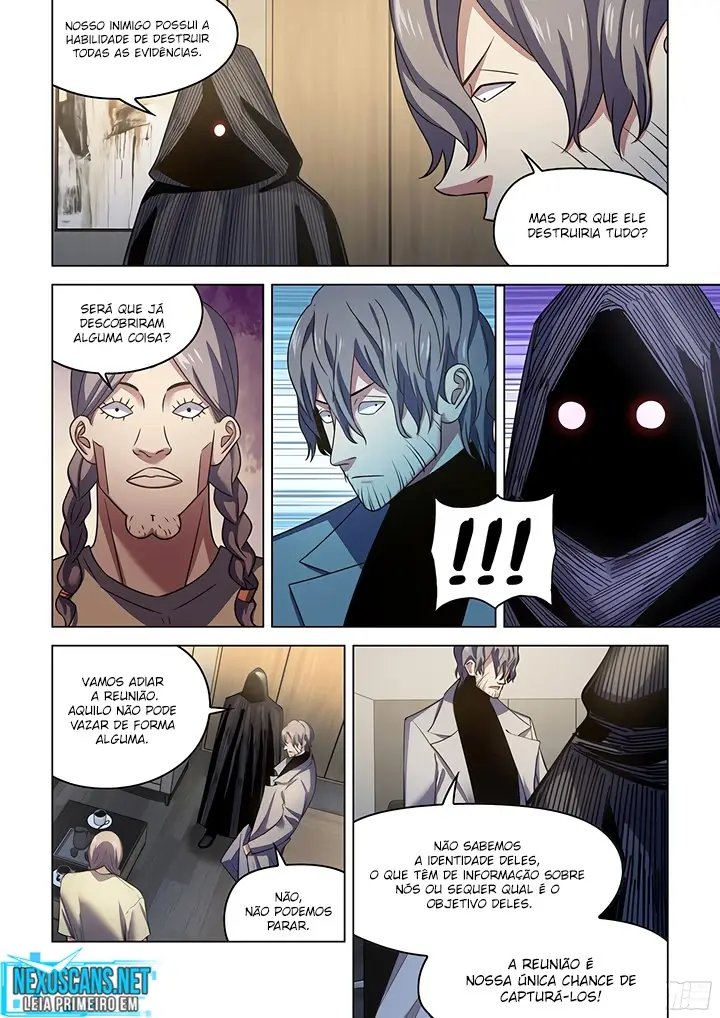 NOSSO INIMIGO POSSUI A
HABILIDADE DE DESTRUIR
TODAS AS EVIDÊNCIAS.
MAS POR QUE ELE
DESTRUIRIA TUDO?
SERÁ QUE JÁ
DESCOBRIRAM
ALGUMA COISA?
!!!
VAMOS ADIAR
A REUNIÃO.
AQUILO NÃO PODE
VAZAR DE FORMA
ALGUMA.
NÃO,
NÃO PODEMOS
PARAR.
NÃO SABEMOS
A IDENTIDADE DELES,
O QUE TÊM DE INFORMAÇÃO SOBRE
NÓS OU SEQUER QUAL É O
OBJETIVO DELES.
A REUNIÃO É
NOSSA ÚNICA CHANCE DE
CAPTURÁ-LOS!
NEXOSCANS.NET
LEIA PRIMEIRO EM